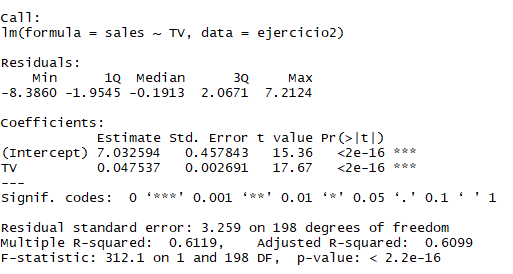 Call:
lm(formula = sales ~ TV, data = ejercicio2)
Residuals:
Min 1Q Median 3Q Max
-8.3860 -1.9545 -0.1913 2.0671 7.2124
Coefficients:
Estimate Std. Error t value Pr(>|t|)
(Intercept) 7.032594 0.457843 15.36 <2e-16 ***
TV 0.047537 0.002691 17.67 <2e-16 ***
---
Signif. codes: 0 ‘***’ 0.001 ‘**’ 0.01 ‘*’ 0.05 ‘.’ 0.1 ‘ ’ 1
Residual standard error: 3.259 on 198 degrees of freedom
Multiple R-squared: 0.6119, Adjusted R-squared: 0.6099
F-statistic: 312.1 on 1 and 198 DF, p-value: < 2.2e-16